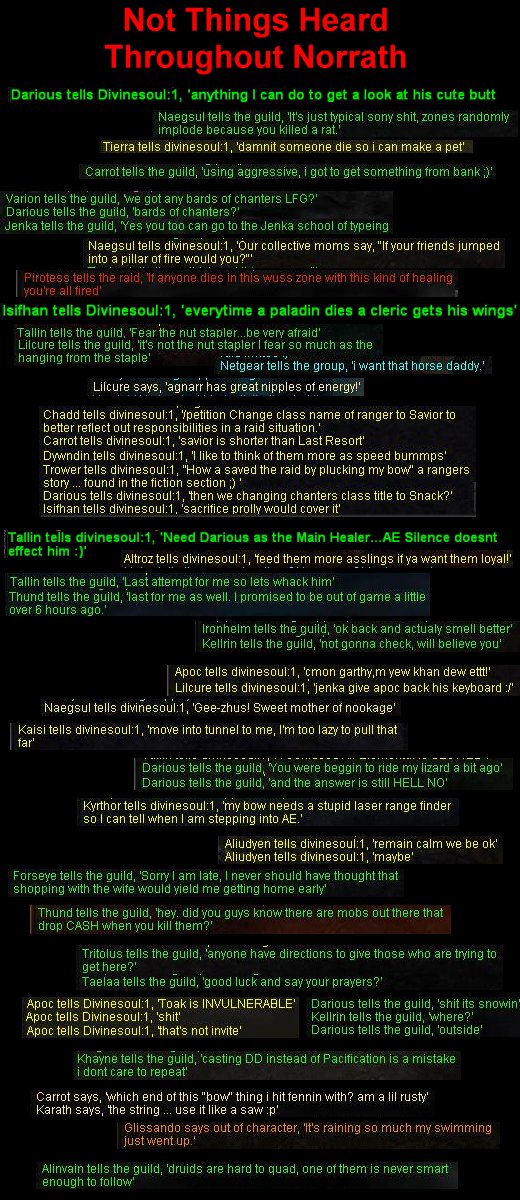 Not Things Heard
Throughout Norrath
Darious tells Divinesoul:1, 'anything I can do to get a look at his cute butt
Naegsul tells the guild, 'It's just typical sony shit, zones randomly
implode because you killed a rat.'
Tierra tells divinesoul:1, 'damnit someone die so i can make a pet'
Carrot tells the guild, 'using aggressive, i got to get something from bank ;)'
Varion tells the guild, 'we got any bards of chanters LFG?'
Darious tells the guild, 'bards of chanters?'
Jenka tells the guild, 'Yes you too can go to the Jenka school of typeing
Naegsul tells divinesoul:1, 'Our collective moms say, "If your friends jumped
into a pillar of fire would you?"'
Pirotess tells the raid, 'If anyone dies in this wuss zone with this kind of healing
you're all fired'
Isifhan tells Divinesoul:1, 'everytime a paladin dies a cleric gets his wings'
Tallin tells the guild, 'Fear the nut stapler...be very afraid'
Lilcure tells the guild, 'it's not the nut stapler I fear so much as the
hanging from the staple'
Netgear tells the group, 'i want that horse daddy.'
Lilcure says, 'agnarr has great nipples of energy!'
Chadd tells divinesoul:1, '/petition Change class name of ranger to Savior to
better reflect out responsibilities in a raid situation.'
Carrot tells divinesoul:1, 'savior is shorter than Last Resort'
Dywndin tells divinesoul:1, 'I like to think of them more as speed bummps'
Trower tells divinesoul:1, "How a saved the raid by plucking my bow" a rangers
story ... found in the fiction section ;) '
Darious tells divinesoul:1, 'then we changing chanters class title to Snack?'
Isifhan tells divinesoul:1, 'sacrifice prolly would cover it'
Tallin tells divinesoul:1, 'Need Darious as the Main Healer...AE Silence doesnt
effect him :}'
Altroz tells divinesoul:1, 'feed them more asslings if ya want them loyal!'
Tallin tells the guild, 'Last attempt for me so lets whack him'
Thund tells the guild, 'last for me as well. I promised to be out of game a little
over 6 hours ago.'
Ironhelm tells the guild, 'ok back and actualy smell better'
Kellrin tells the guild, 'not gonna check, will believe you'
Apoc tells divinesoul:1, 'cmon garthy,m yew khan dew ettt!'
Lilcure tells divinesoul:1, 'jenka give apoc back his keyboard :/'
Naegsul tells divinesoul:1, 'Gee-zhus! Sweet mother of nookage'
Kaisi tells divinesoul:1, 'move into tunnel to me, I'm too lazy to pull that
far'
Darious tells the guild, 'You were beggin to ride my lizard a bit ago'
Darious tells the guild, 'and the answer is still HELL NO'
Kyrthor tells divinesoul:1, 'my bow needs a stupid laser range finder
so I can tell when I am stepping into AE.'
Aliudyen tells divinesoul:1, 'remain calm we be ok'
Aliudyen tells divinesoul:1, 'maybe'
Forseye tells the guild, 'Sorry I am late, I never should have thought that
shopping with the wife would yield me getting home early'
Thund tells the guild, 'hey. did you guys know there are mobs out there that
drop CASH when you kill them?'
Tritolus tells the guild, 'anyone have directions to give those who are trying to
get here?'
Taelaa tells the guild, 'good luck and say your prayers?'
Apoc tells Divinesoul:1, 'Toak is INVULNERABLE'
Apoc tells Divinesoul:1, 'shit'
Apoc tells Divinesoul:1, 'that's not invite'
Darious tells the guild, 'shit its snowin'
Kellrin tells the guild, 'where?'
Darious tells the guild, 'outside'
Khayne tells the guild, 'casting DD instead of Pacification is a mistake
i dont care to repeat'
Carrot says, 'which end of this "bow" thing i hit fennin with? am a lil rusty'
Karath says, 'the string ... use it like a saw :p'
Glissando says out of character, 'It's raining so much my swimming
just went up.'
Alinvain tells the guild, 'druids are hard to quad, one of them is never smart
enough to follow'